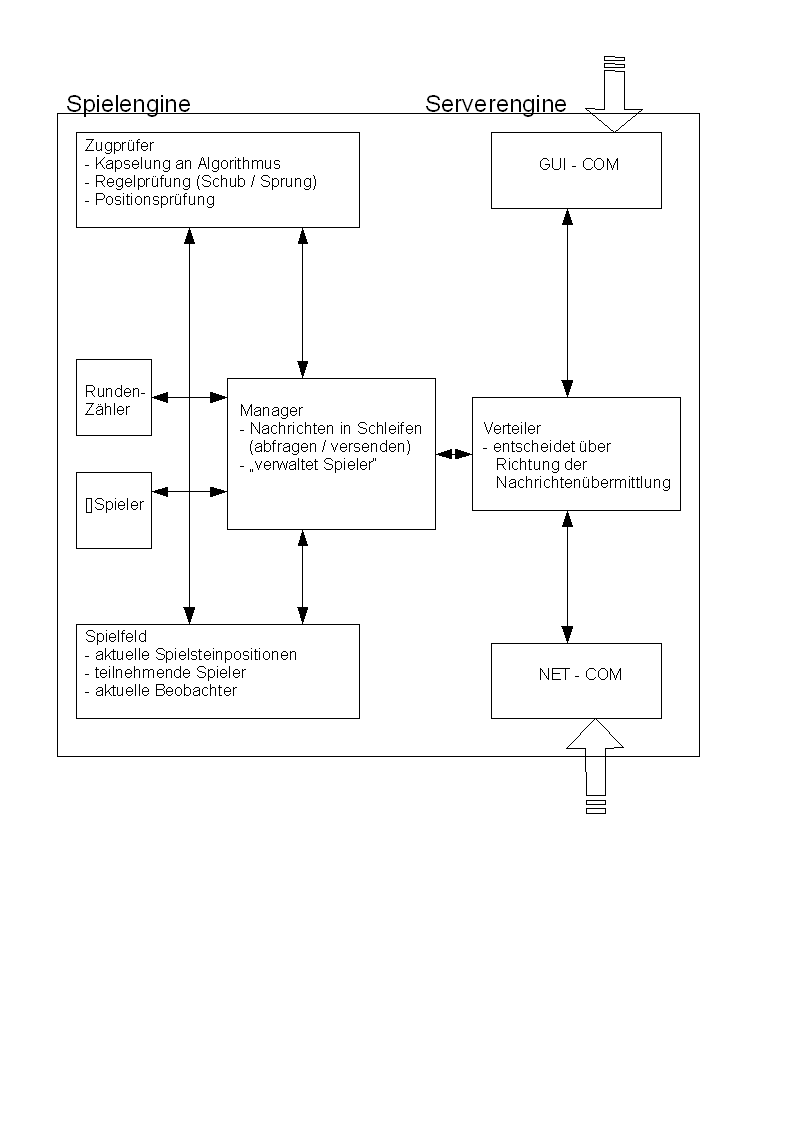 Spielengine
Serverengine
Zugprüfer
- Kapselung an Algorithmus
- Regelprüfung (Schub / Sprung)
- Positionsprüfung
GUI - COM
Runden-
Zähler
Manager
- Nachrichten in Schleifen
(abfragen / versenden)
- „verwaltet Spieler“
Verteiler
- entscheidet über
Richtung der
Nachrichtenübermittlung
[]Spieler
Spielfeld
- aktuelle Spielsteinpositionen
- teilnehmende Spieler
- aktuelle Beobachter
NET - COM